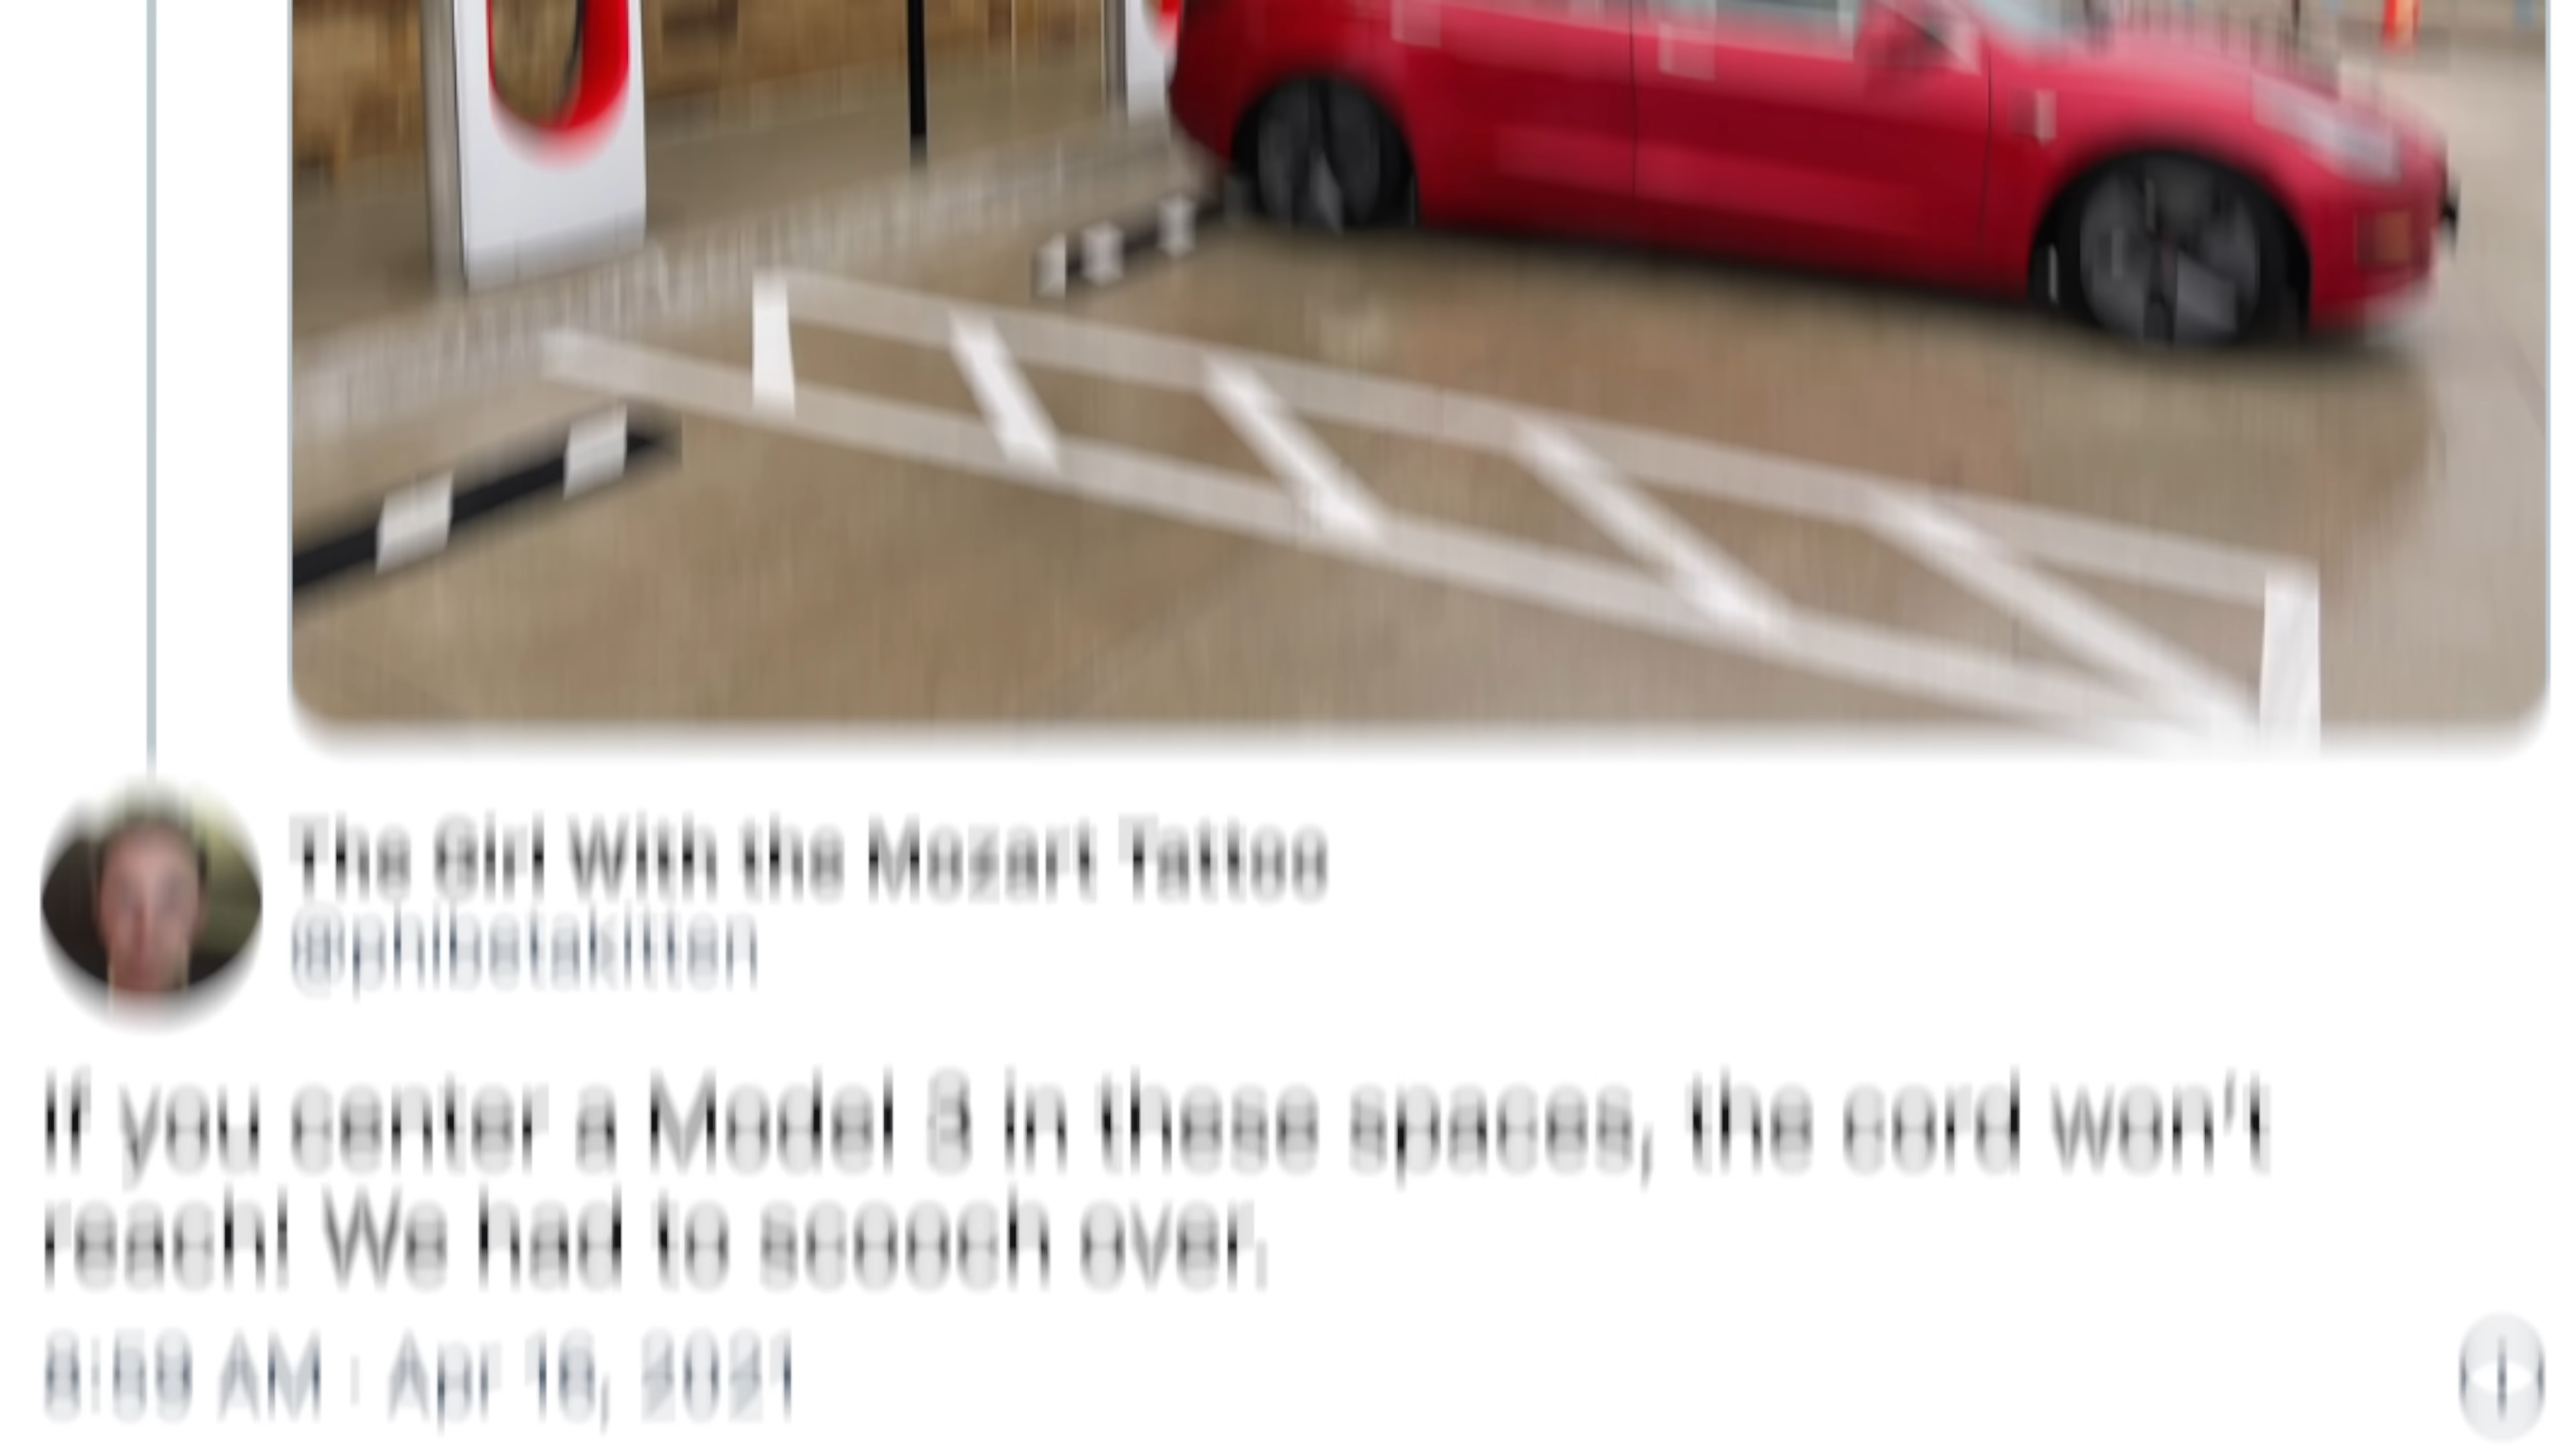 The Girl With the Mozart Tattoo
@phibetakitten
If you center a Model 3 in these spaces, the cord won't
reach! We had to scooch over.
8:59 AM · Apr 16, 2021